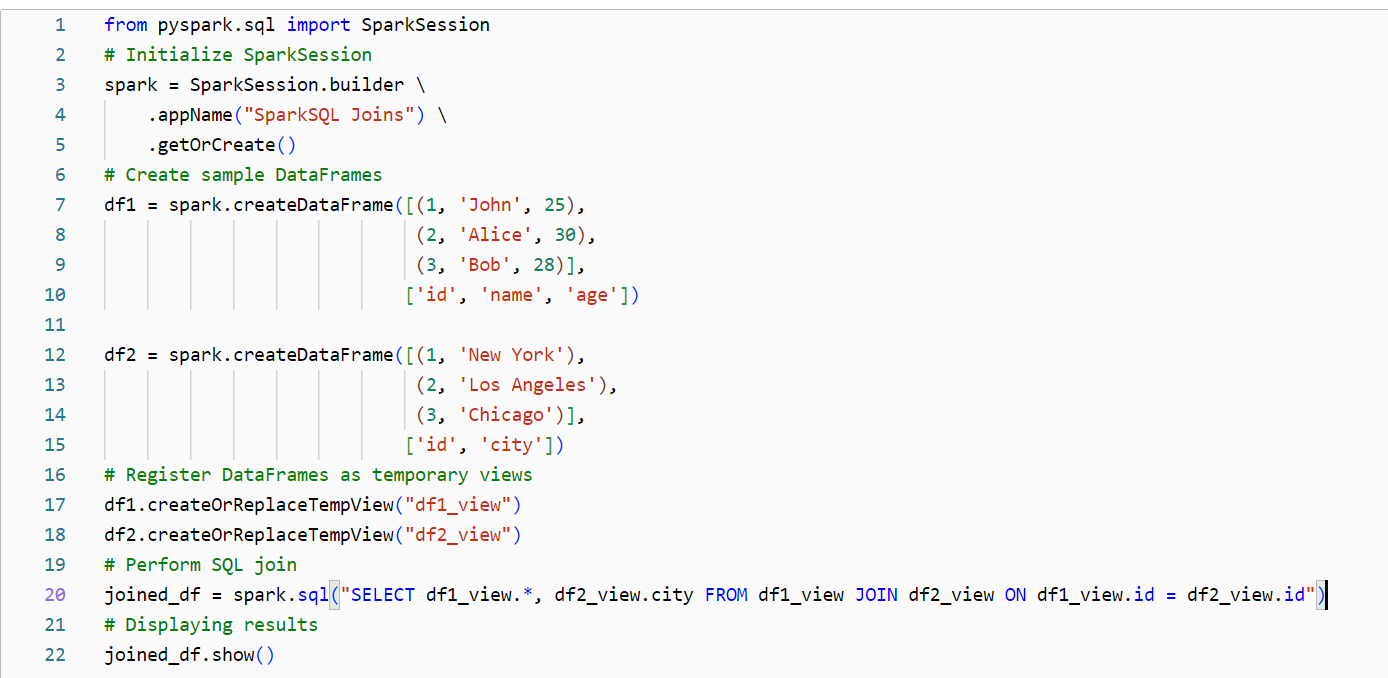 1 from pyspark.sql import SparkSession
2 # Initialize SparkSession
3 spark = SparkSession.builder \
4     .appName("SparkSQL Joins") \
5     .getOrCreate()
6 # Create sample DataFrames
7 df1 = spark.createDataFrame([(1, 'John', 25),
8                              (2, 'Alice', 30),
9                              (3, 'Bob', 28)],
10                             ['id', 'name', 'age'])
11
12 df2 = spark.createDataFrame([(1, 'New York'),
13                              (2, 'Los Angeles'),
14                              (3, 'Chicago')],
15                             ['id', 'city'])
16 # Register DataFrames as temporary views
17 df1.createOrReplaceTempView("df1_view")
18 df2.createOrReplaceTempView("df2_view")
19 # Perform SQL join
20 joined_df = spark.sql("SELECT df1_view.*, df2_view.city FROM df1_view JOIN df2_view ON df1_view.id = df2_view.id")
21 # Displaying results
22 joined_df.show()